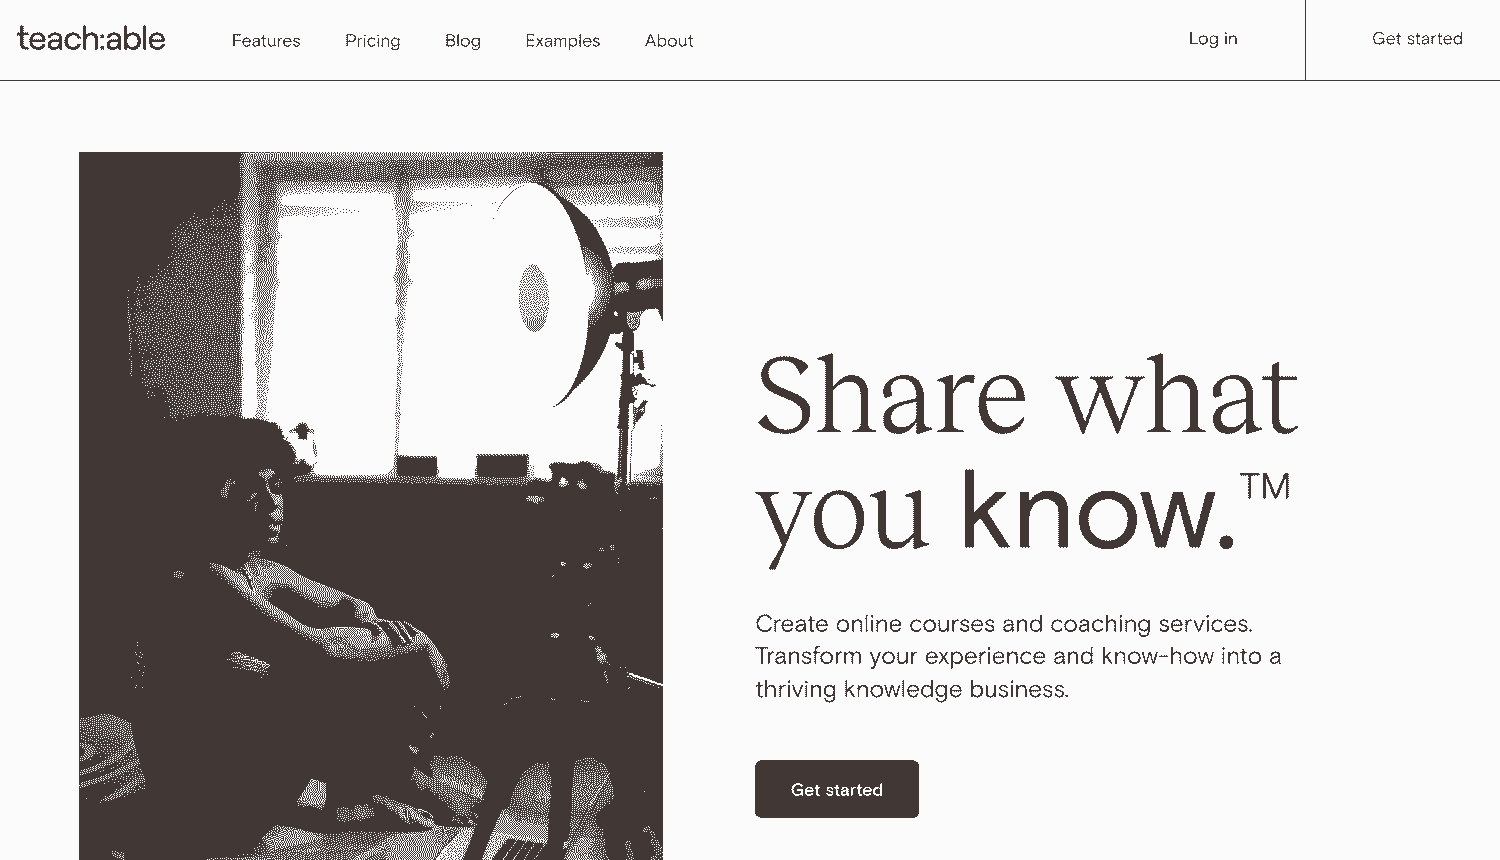 teach:able
Features
Pricing
Blog
Examples
About
Log in
Get started
Share what
you know.™
Create online courses and coaching services.
Transform your experience and know-how into a
thriving knowledge business.
Get started